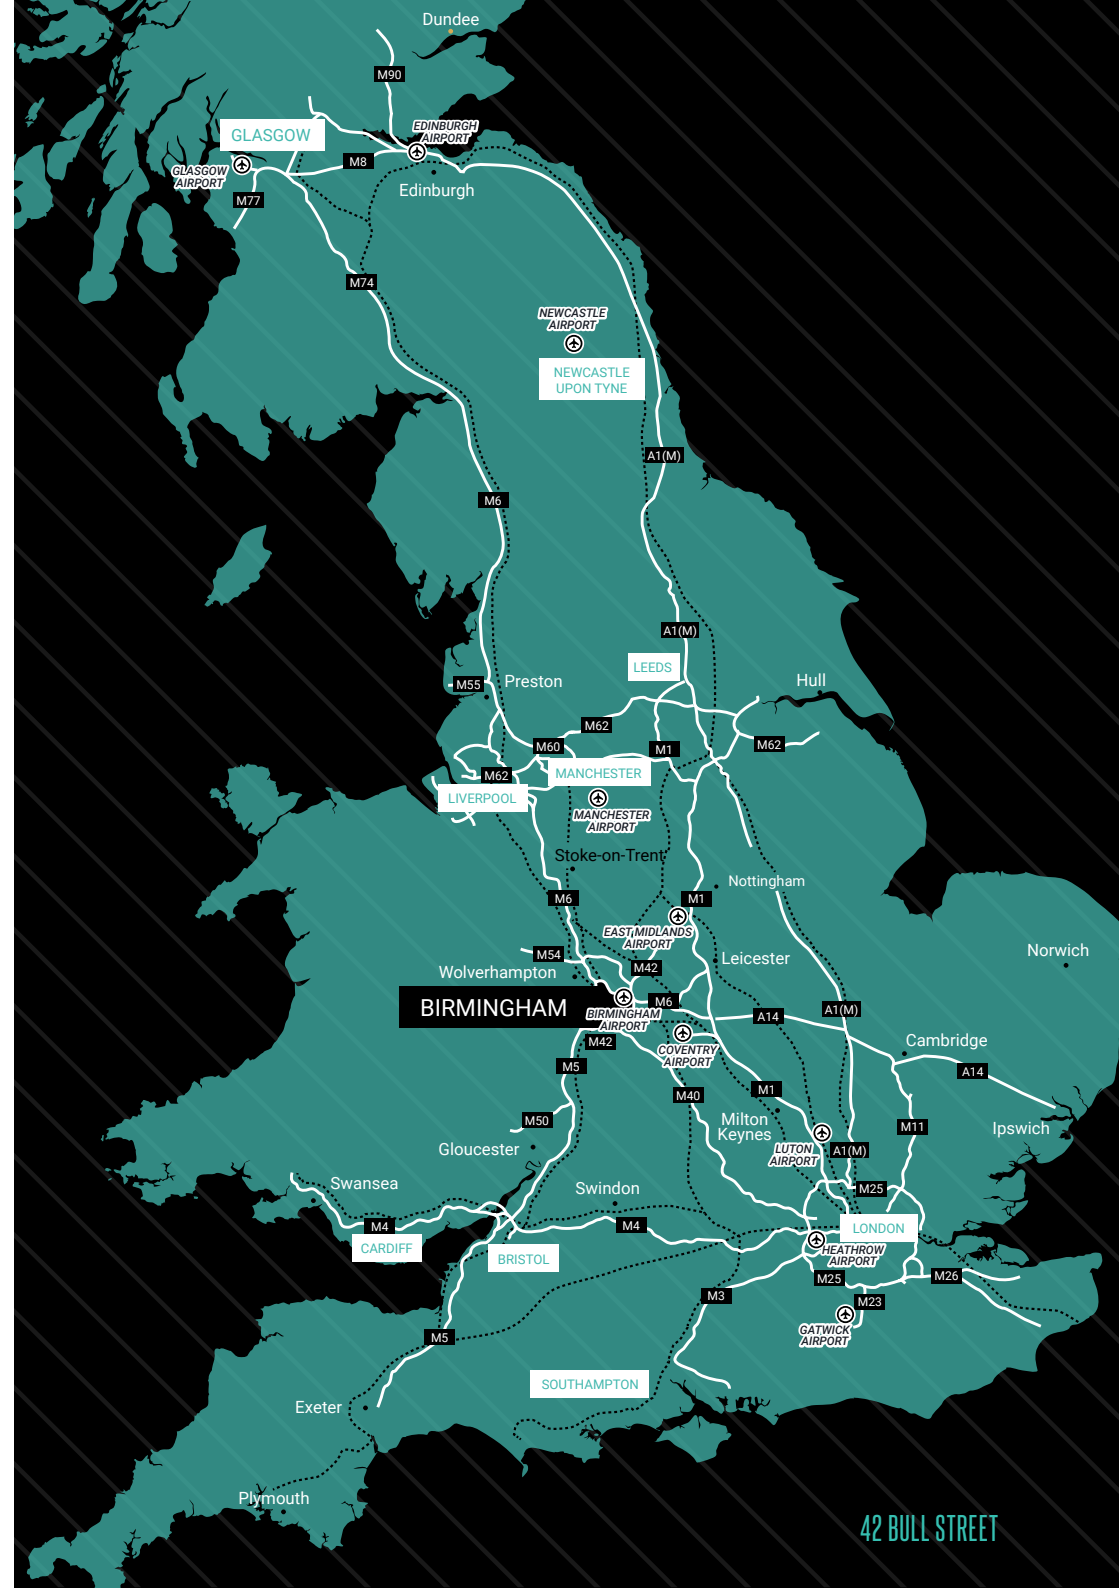 Dundee
M90
EDINBURGH
AIRPORT
GLASGOW
M8
GLASGOW
AIRPORT
Edinburgh
M77
M74
NEWCASTLE
AIRPORT
NEWCASTLE
UPON TYNE
A1(M)
M6
A1(M)
LEEDS
M55
Preston
Hull
M62
M60
M1
M62
M62
MANCHESTER
LIVERPOOL
MANCHESTER
AIRPORT
Stoke-on-Trent
Nottingham
M6
M1
EAST MIDLANDS
AIRPORT
Norwich
M54
Leicester
M42
Wolverhampton
BIRMINGHAM
M6
BIRMINGHAM
AIRPORT
A14
A1(M)
M42
COVENTRY
AIRPORT
Cambridge
M5
A14
M1
M40
M50
Milton
Keynes
M11
Ipswich
Gloucester
LUTON
AIRPORT
A1(M)
Swansea
Swindon
M25
M4
M4
LONDON
CARDIFF
BRISTOL
HEATHROW
AIRPORT
M25
M26
M3
M23
GATWICK
AIRPORT
M5
SOUTHAMPTON
Exeter
Plymouth
42 BULL STREET